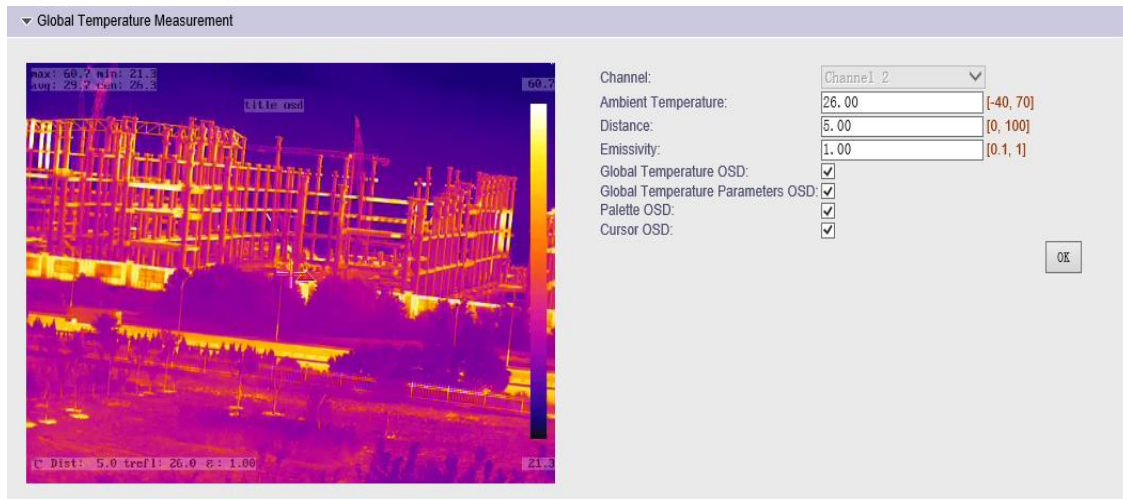 Global Temperature Measurement
max: 60.7 min: 21.3
avg: 29.7 cen: 26.3
60.7
title osd
℃ Dist: 5.0 trefl: 26.0 ε: 1.00
21.3
Channel: Channel 2
Ambient Temperature: 26.00 [-40, 70]
Distance: 5.00 [0, 100]
Emissivity: 1.00 [0.1, 1]
Global Temperature OSD:
Global Temperature Parameters OSD:
Palette OSD:
Cursor OSD:
OK